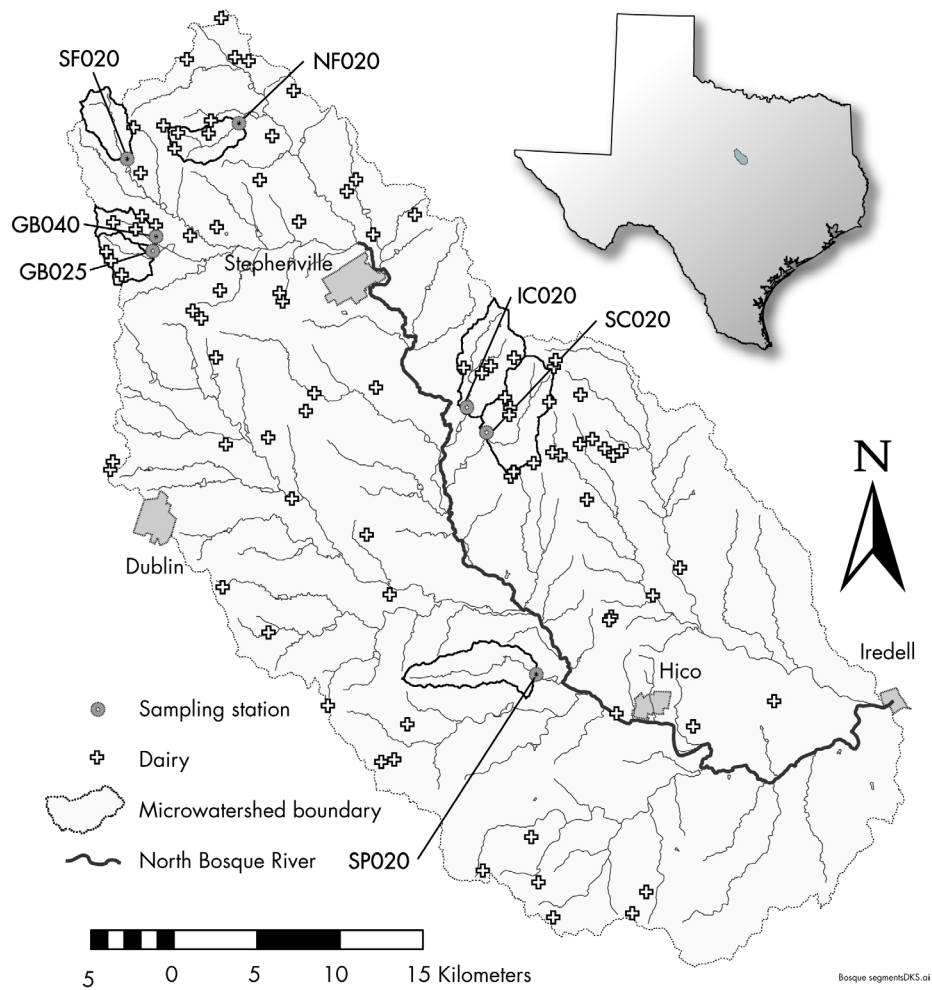 SF020
NF020
GB040
GB025
Stephenville
IC020
SC020
N
Dublin
Iredell
Hico
Sampling station
Dairy
Microwatershed boundary
North Bosque River
SP020
5 0 5 10 15 Kilometers
Bosque segmentsDKS.ai